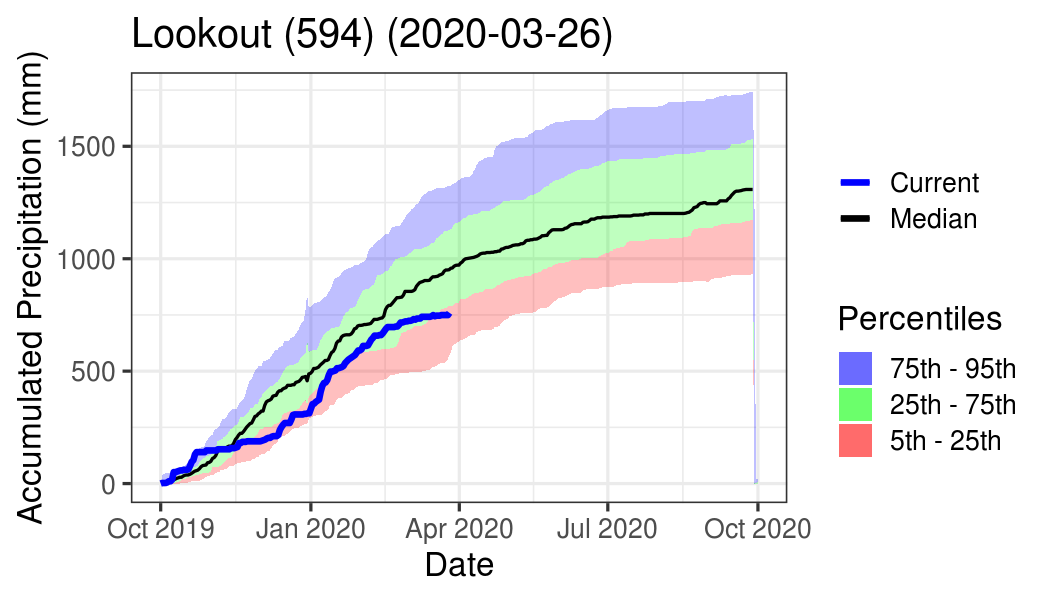 Lookout (594) (2020-03-26)
Accumulated Precipitation (mm)
1500
1000
500
0
Oct 2019
Jan 2020
Apr 2020
Jul 2020
Oct 2020
Date
Current
Median
Percentiles
75th - 95th
25th - 75th
5th - 25th